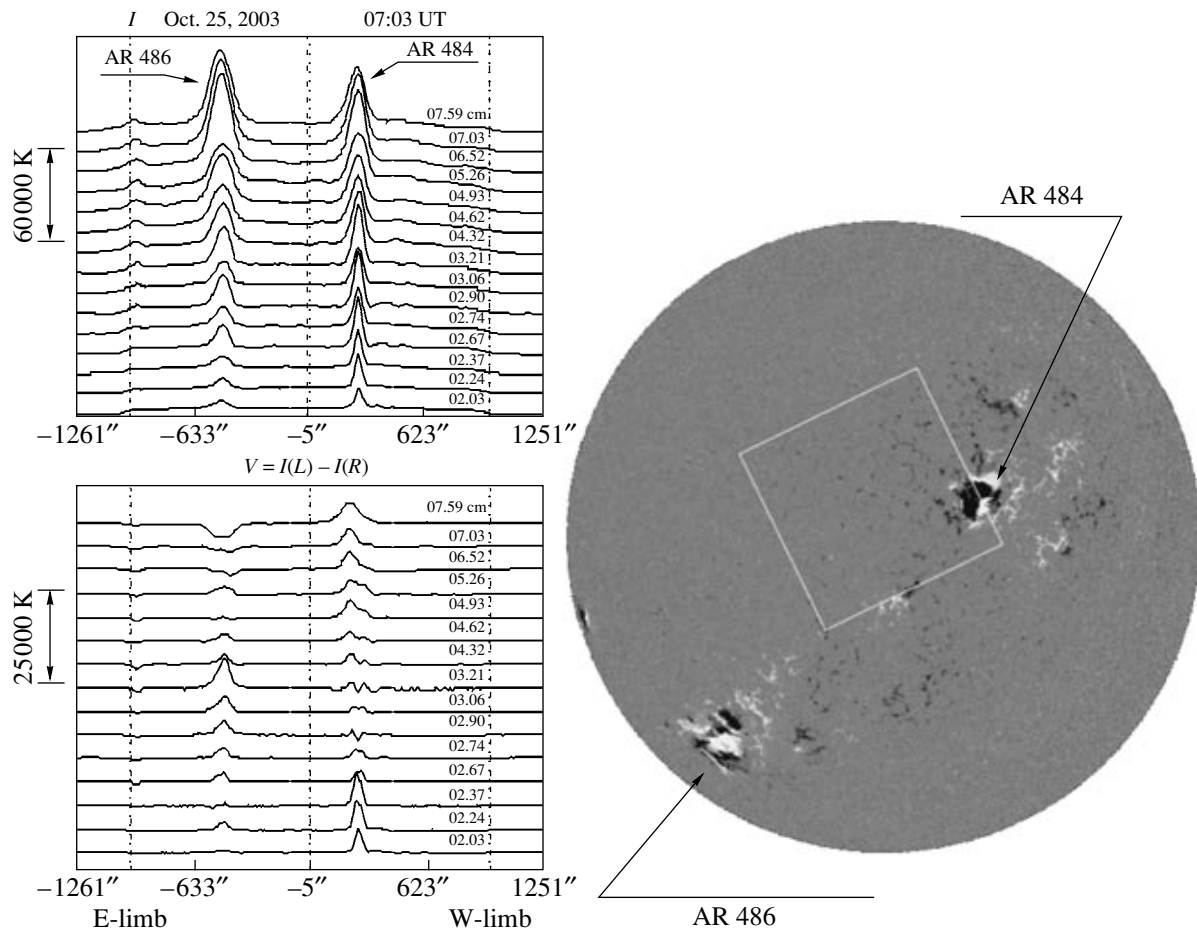 I Oct. 25, 2003 07:03 UT
AR 486
AR 484
07.59 cm
07.03
06.52
05.26
04.93
04.62
04.32
03.21
03.06
02.90
02.74
02.67
02.37
02.24
02.03
60000 K
−1261″ −633″ −5″ 623″ 1251″
V = I(L) − I(R)
07.59 cm
07.03
06.52
05.26
04.93
04.62
04.32
03.21
03.06
02.90
02.74
02.67
02.37
02.24
02.03
25000 K
−1261″ −633″ −5″ 623″ 1251″
E-limb W-limb
AR 484
AR 486